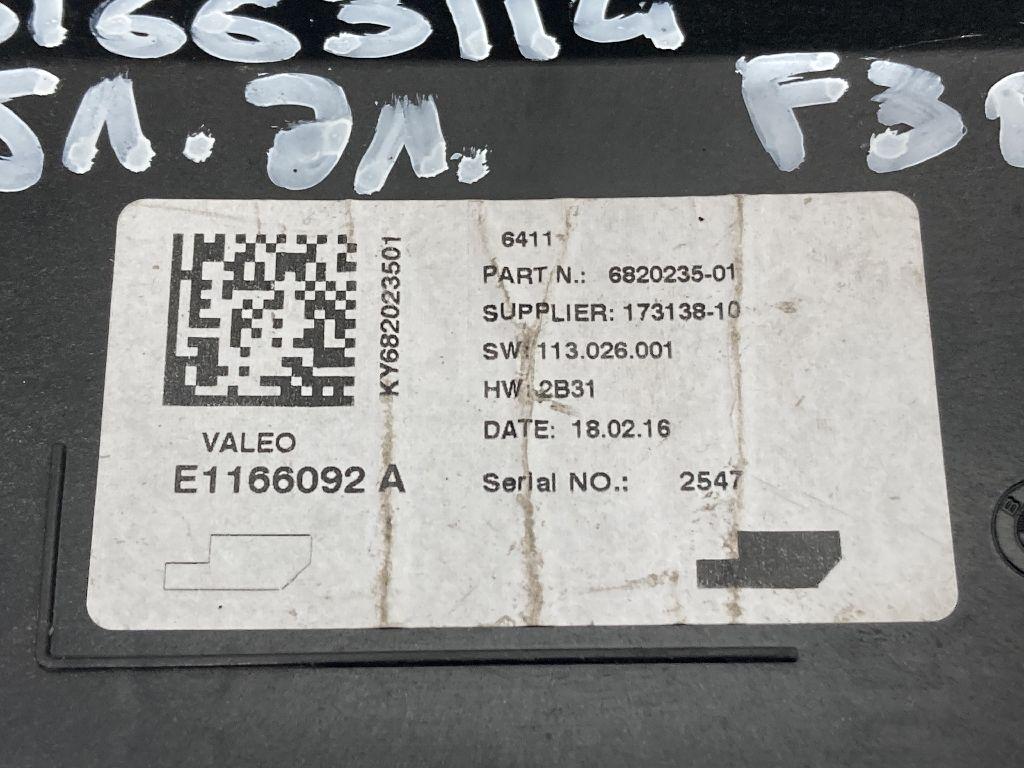 6411
PART N.: 6820235-01
SUPPLIER: 173138-10
SW: 113.026.001
HW: 2B31
DATE: 18.02.16
Serial NO.: 2547
KY682023501
VALEO
E1166092 A